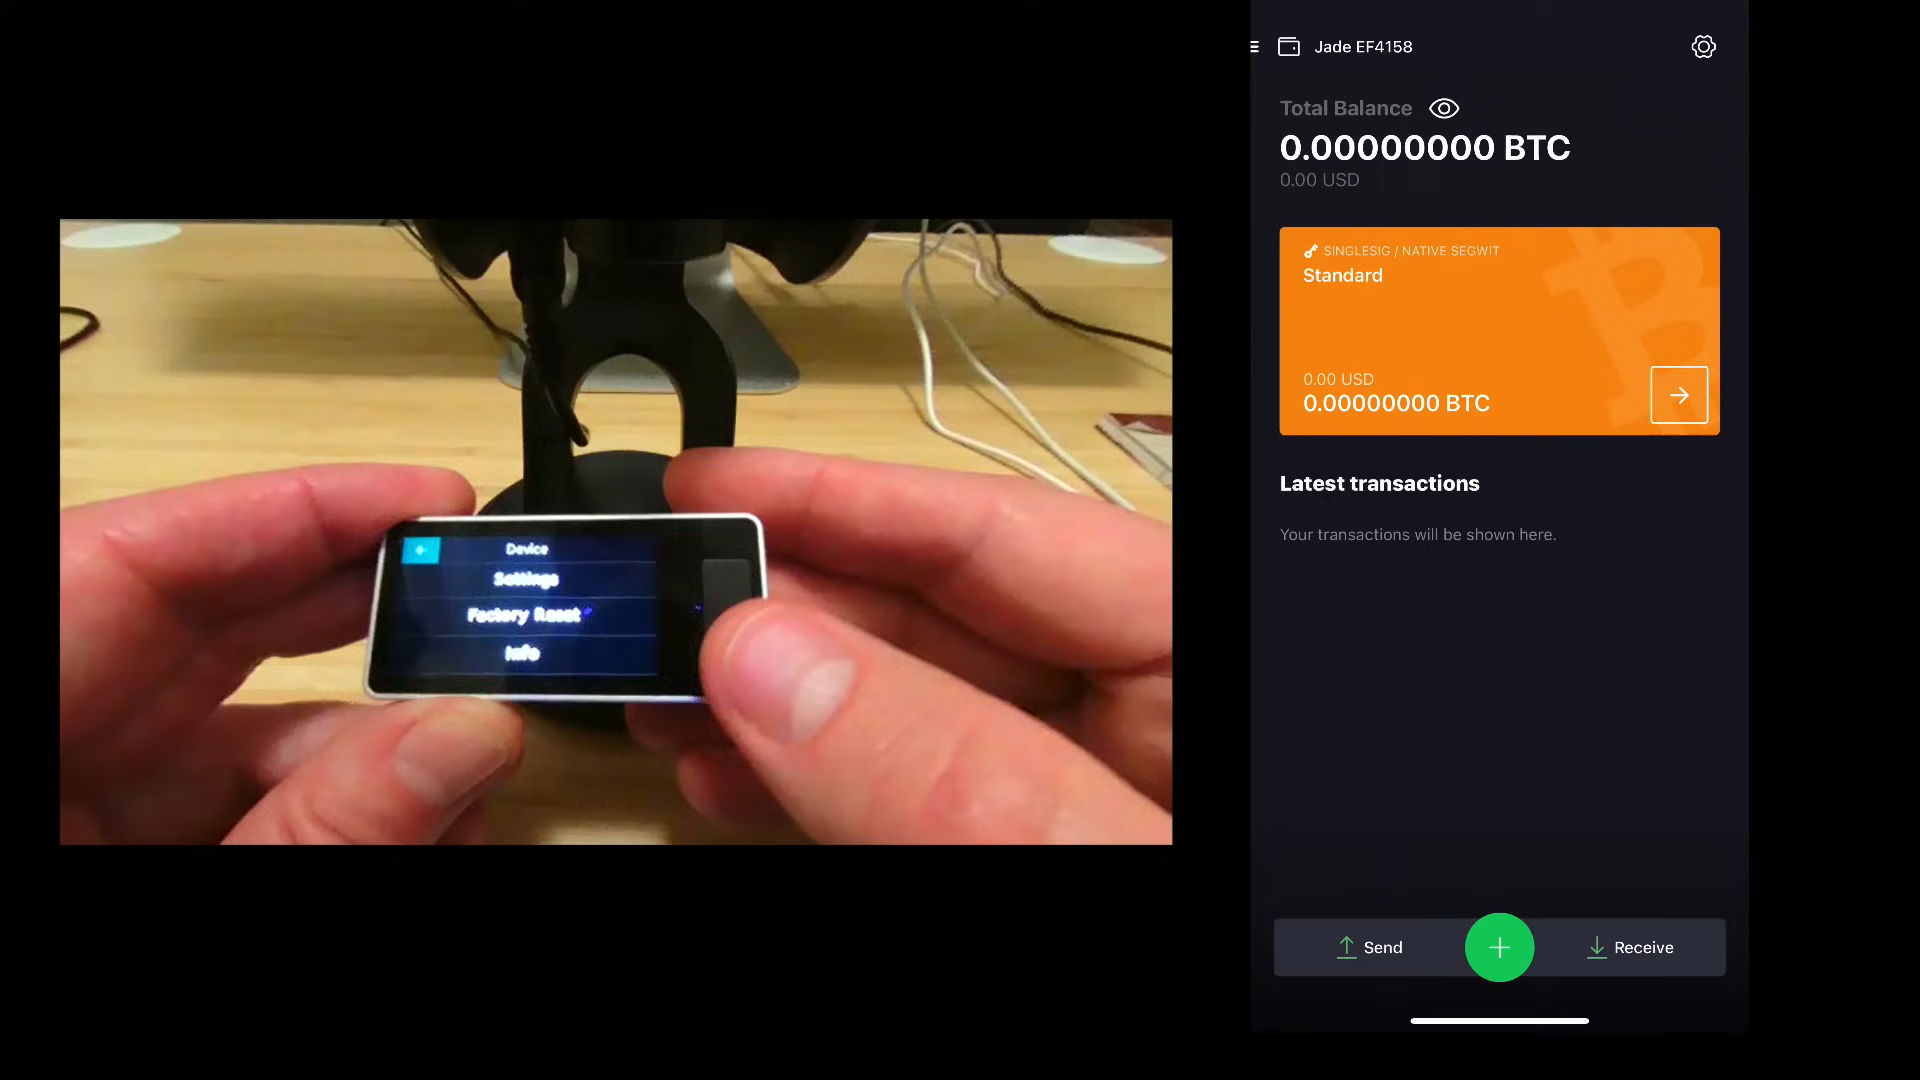 Device
Settings
Factory Reset
Info
Jade EF4158
Total Balance
0.00000000 BTC
0.00 USD
SINGLESIG / NATIVE SEGWIT
Standard
0.00 USD
0.00000000 BTC
Latest transactions
Your transactions will be shown here.
Send
Receive